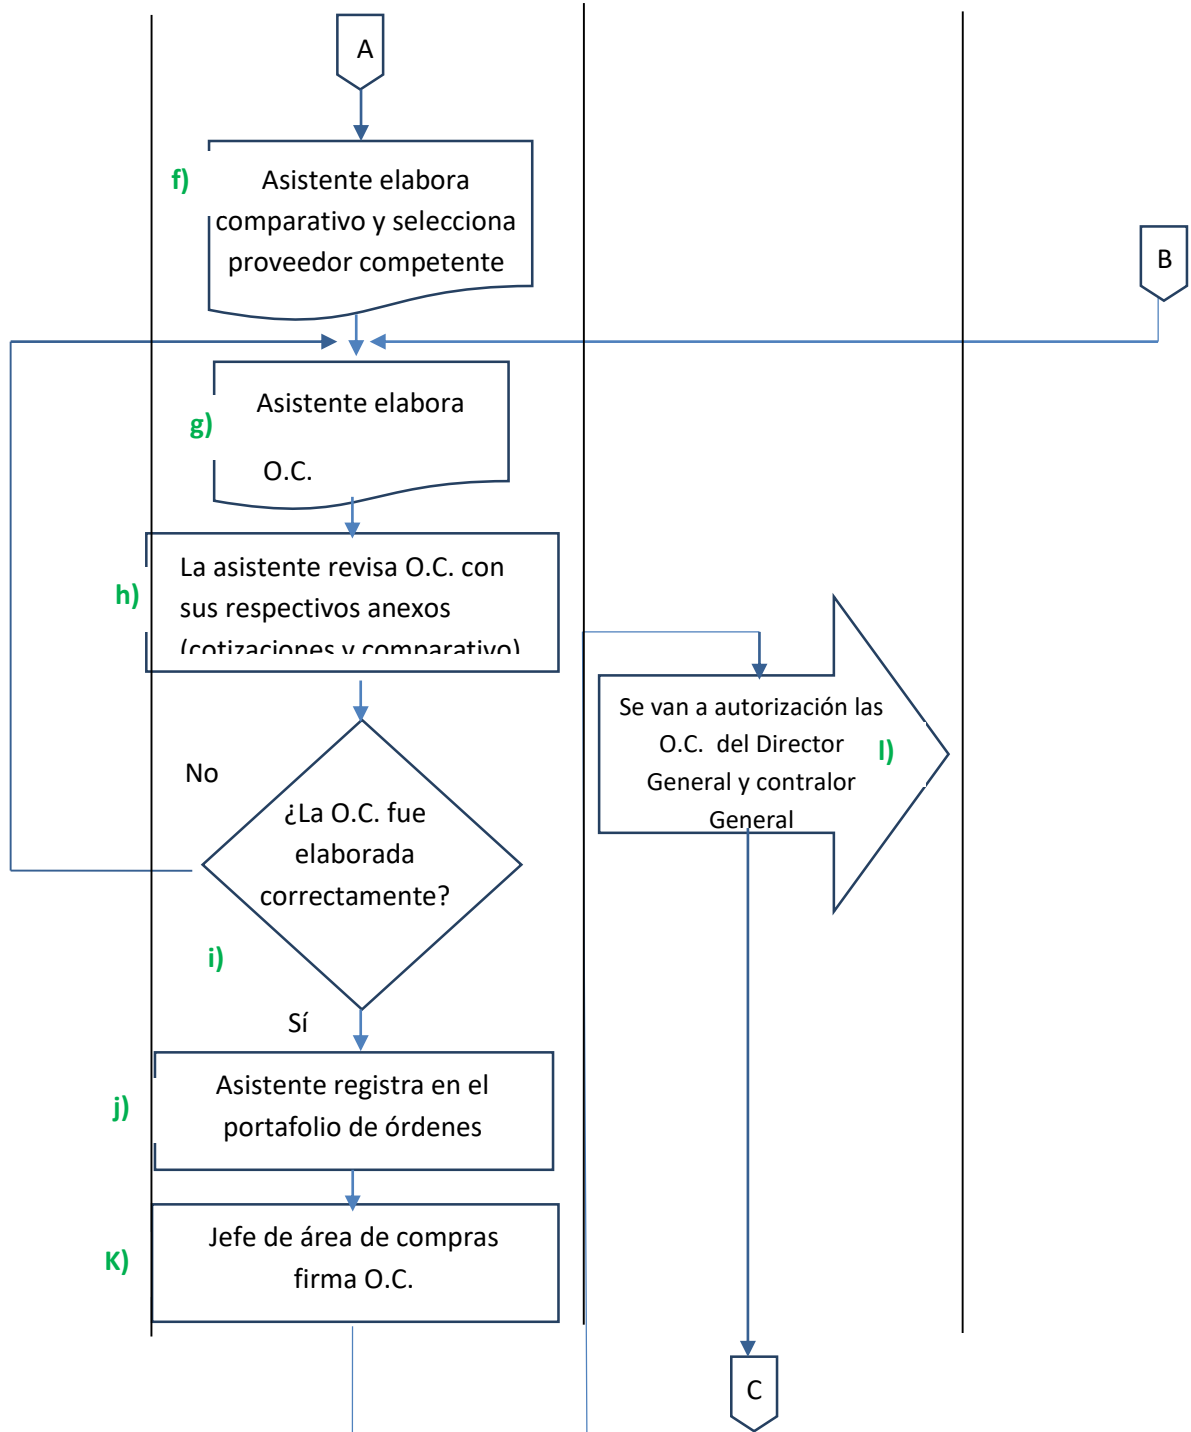 A
f)
Asistente elabora
comparativo y selecciona
proveedor competente
B
g)
Asistente elabora
O.C.
h)
La asistente revisa O.C. con
sus respectivos anexos
(cotizaciones y comparativo)
No
¿La O.C. fue
elaborada
correctamente?
i)
Sí
j)
Asistente registra en el
portafolio de órdenes
K)
Jefe de área de compras
firma O.C.
Se van a autorización las
O.C. del Director
General y contralor
General
l)
C